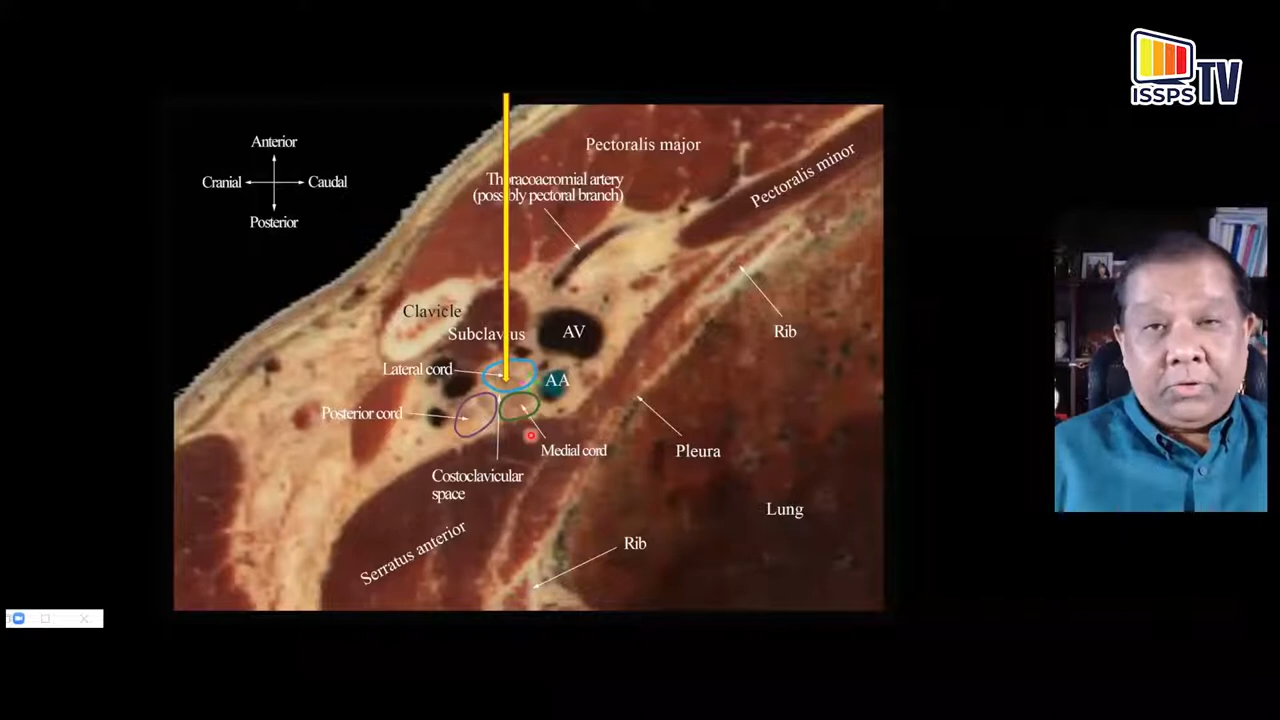 ISSPS TV
Anterior
Cranial
Caudal
Posterior
Pectoralis major
Pectoralis minor
Thoracoacromial artery
(possibly pectoral branch)
Clavicle
Subclavius
AV
Rib
Lateral cord
AA
Posterior cord
Medial cord
Pleura
Costoclavicular
space
Lung
Serratus anterior
Rib